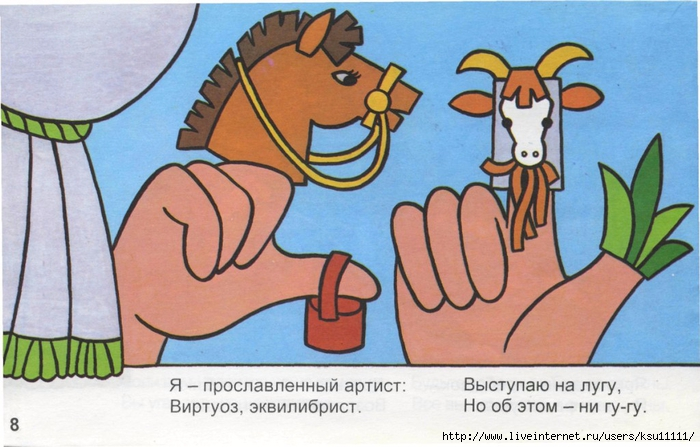 Я – прославленный артист:
Виртуоз, эквилибрист.
Выступаю на лугу,
Но об этом – ни гу-гу.
8
http://www.liveinternet.ru/users/ksu11111/